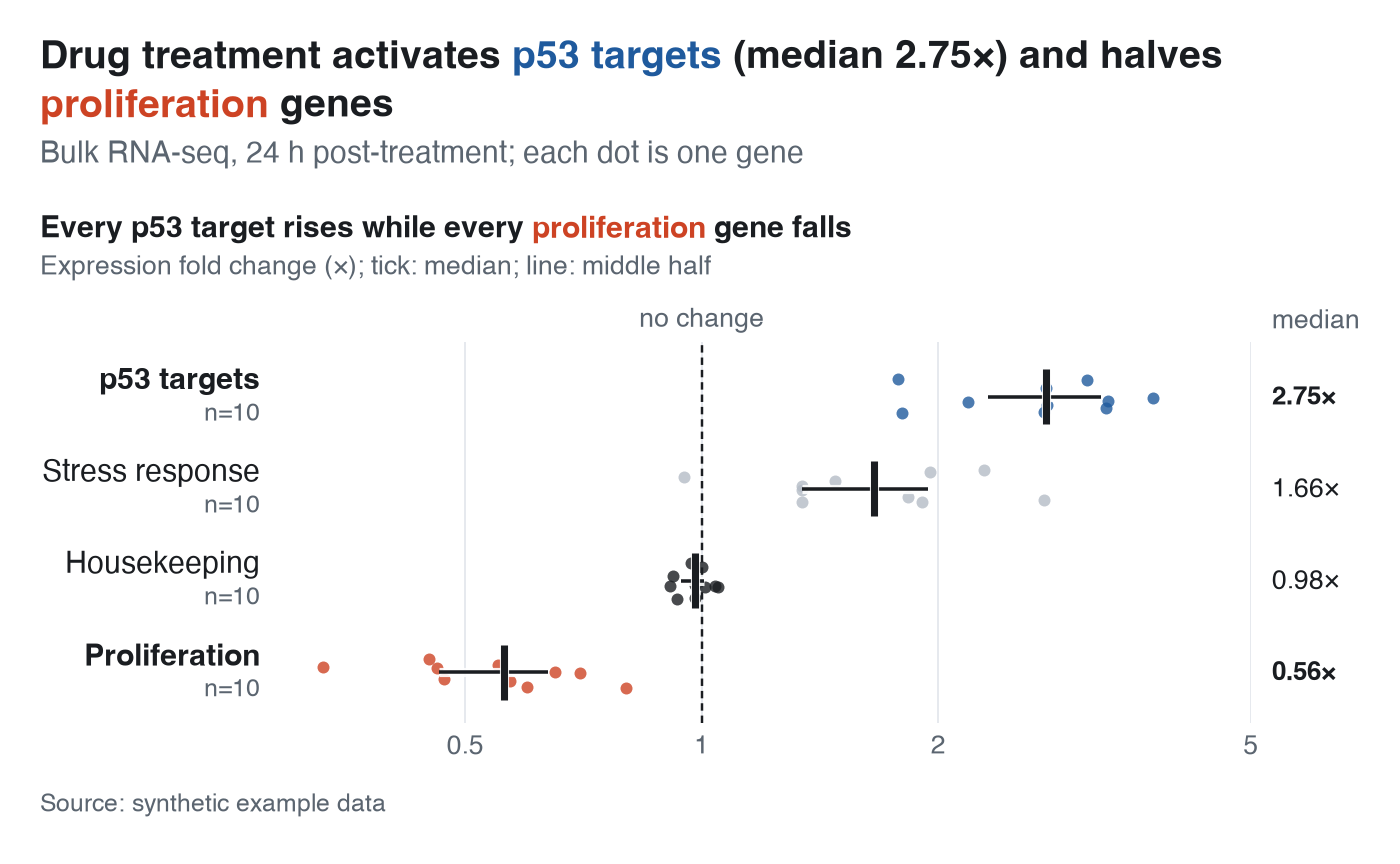 Drug treatment activates p53 targets (median 2.75×) and halves
proliferation genes
Bulk RNA-seq, 24 h post-treatment; each dot is one gene
Every p53 target rises while every proliferation gene falls
Expression fold change (×); tick: median; line: middle half
no change
median
p53 targets
n=10
2.75×
Stress response
n=10
1.66×
Housekeeping
n=10
0.98×
Proliferation
n=10
0.56×
0.5
1
2
5
Source: synthetic example data